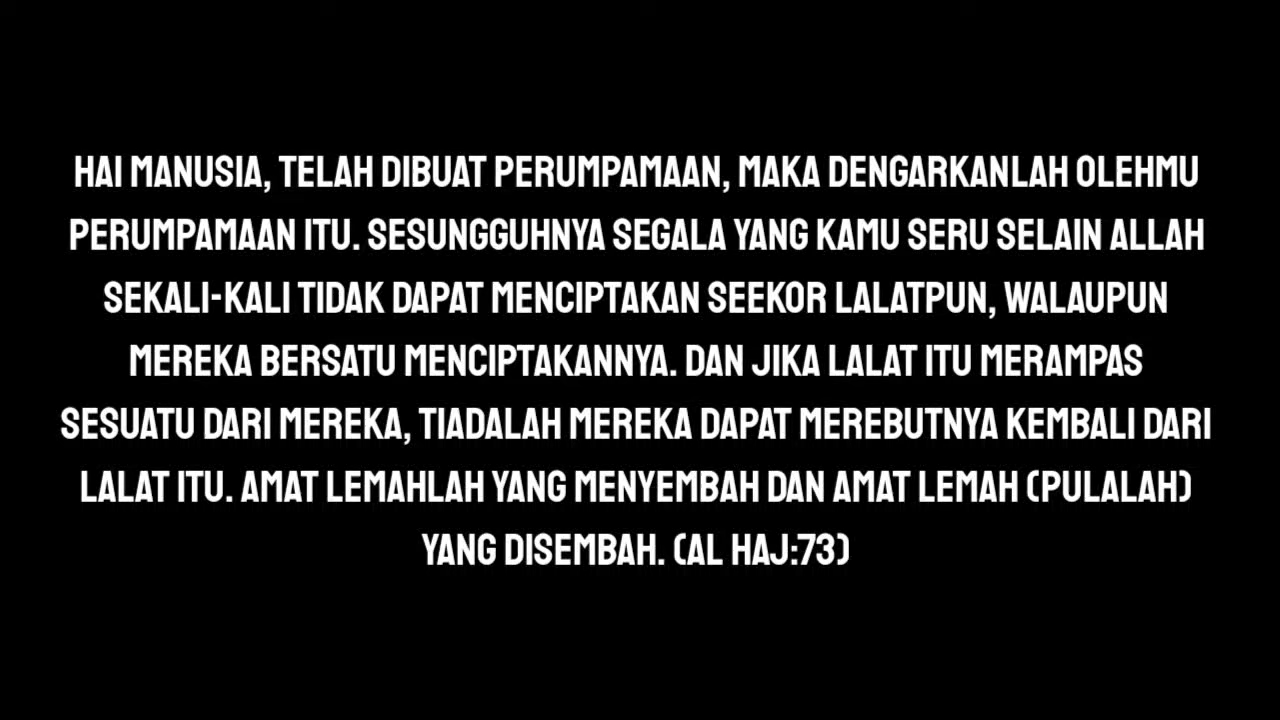 HAI MANUSIA, TELAH DIBUAT PERUMPAMAAN, MAKA DENGARKANLAH OLEHMU
PERUMPAMAAN ITU. SESUNGGUHNYA SEGALA YANG KAMU SERU SELAIN ALLAH
SEKALI-KALI TIDAK DAPAT MENCIPTAKAN SEEKOR LALATPUN, WALAUPUN
MEREKA BERSATU MENCIPTAKANNYA. DAN JIKA LALAT ITU MERAMPAS
SESUATU DARI MEREKA, TIADALAH MEREKA DAPAT MEREBUTNYA KEMBALI DARI
LALAT ITU. AMAT LEMAHLAH YANG MENYEMBAH DAN AMAT LEMAH (PULALAH)
YANG DISEMBAH. (AL HAJ:73)